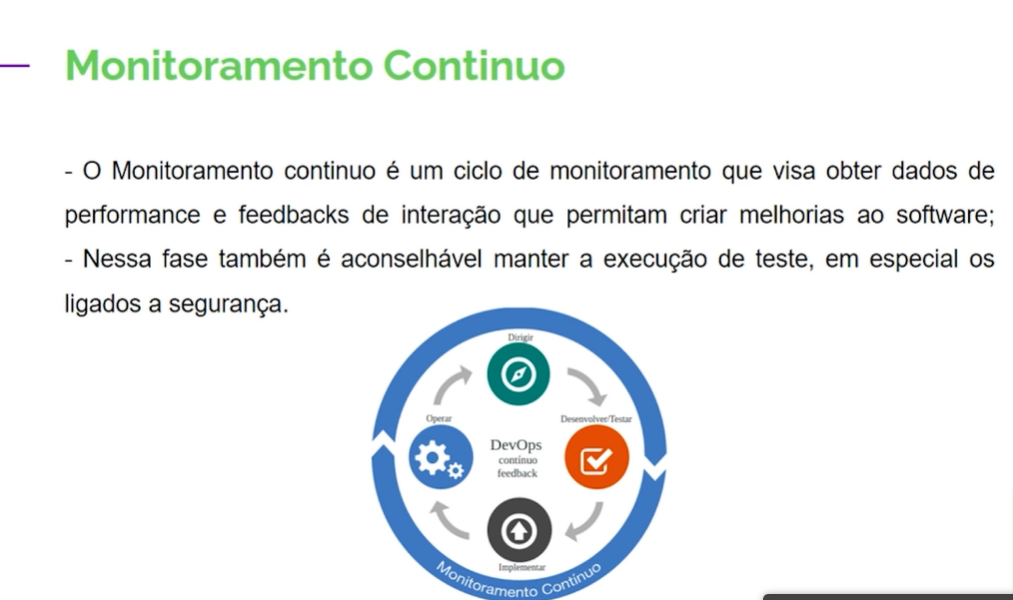 Monitoramento Continuo
- O Monitoramento continuo é um ciclo de monitoramento que visa obter dados de
performance e feedbacks de interação que permitam criar melhorias ao software;
- Nessa fase também é aconselhável manter a execução de teste, em especial os
ligados a segurança.
Dirigir
Operar
Desenvolver/Testar
DevOps
contínuo
feedback
Implementar
Monitoramento Contínuo